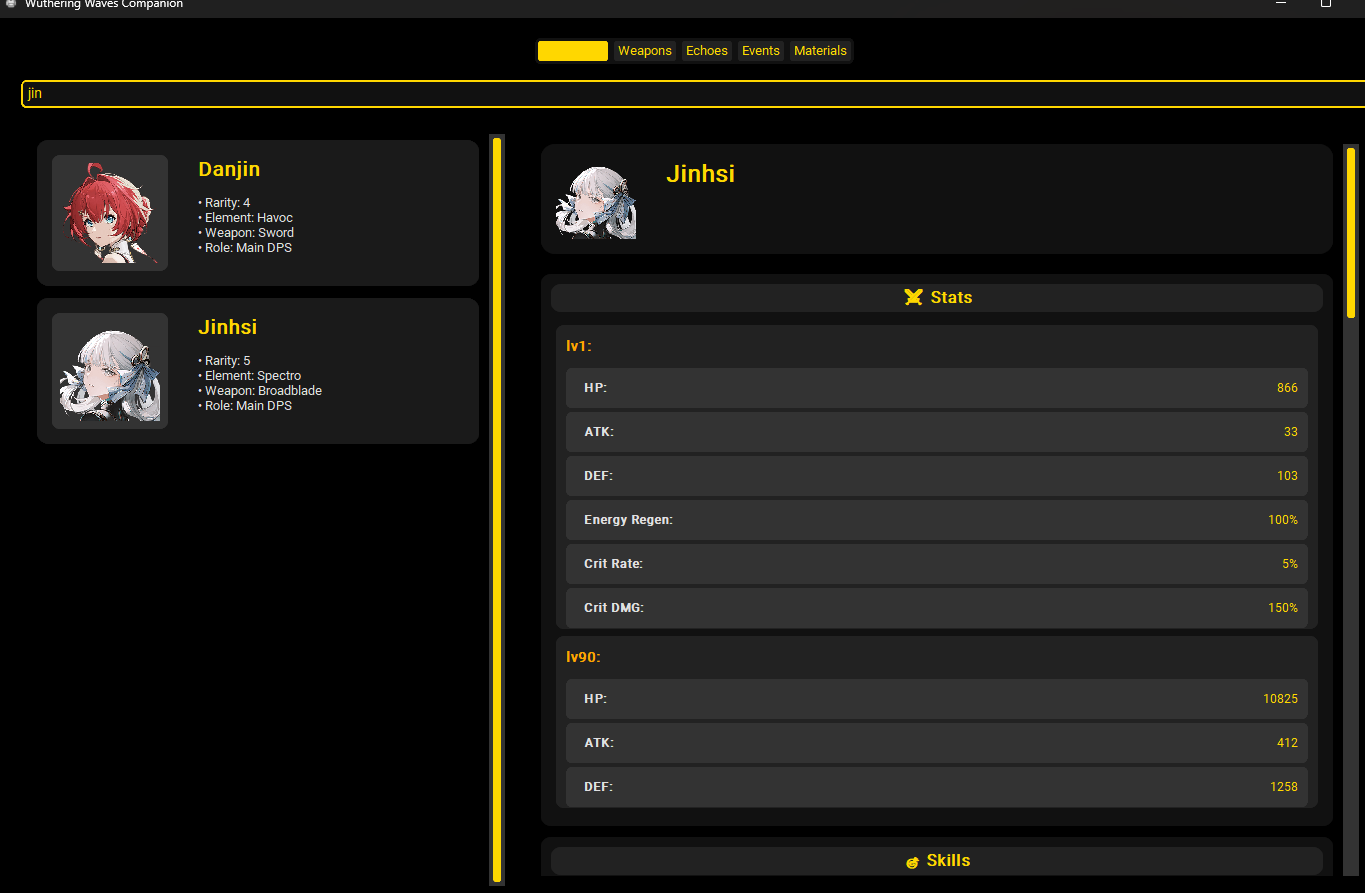 Wuthering Waves Companion
Weapons Echoes Events Materials
jin
Danjin
• Rarity: 4
• Element: Havoc
• Weapon: Sword
• Role: Main DPS
Jinhsi
• Rarity: 5
• Element: Spectro
• Weapon: Broadblade
• Role: Main DPS
Jinhsi
Stats
lv1:
HP: 866
ATK: 33
DEF: 103
Energy Regen: 100%
Crit Rate: 5%
Crit DMG: 150%
lv90:
HP: 10825
ATK: 412
DEF: 1258
Skills